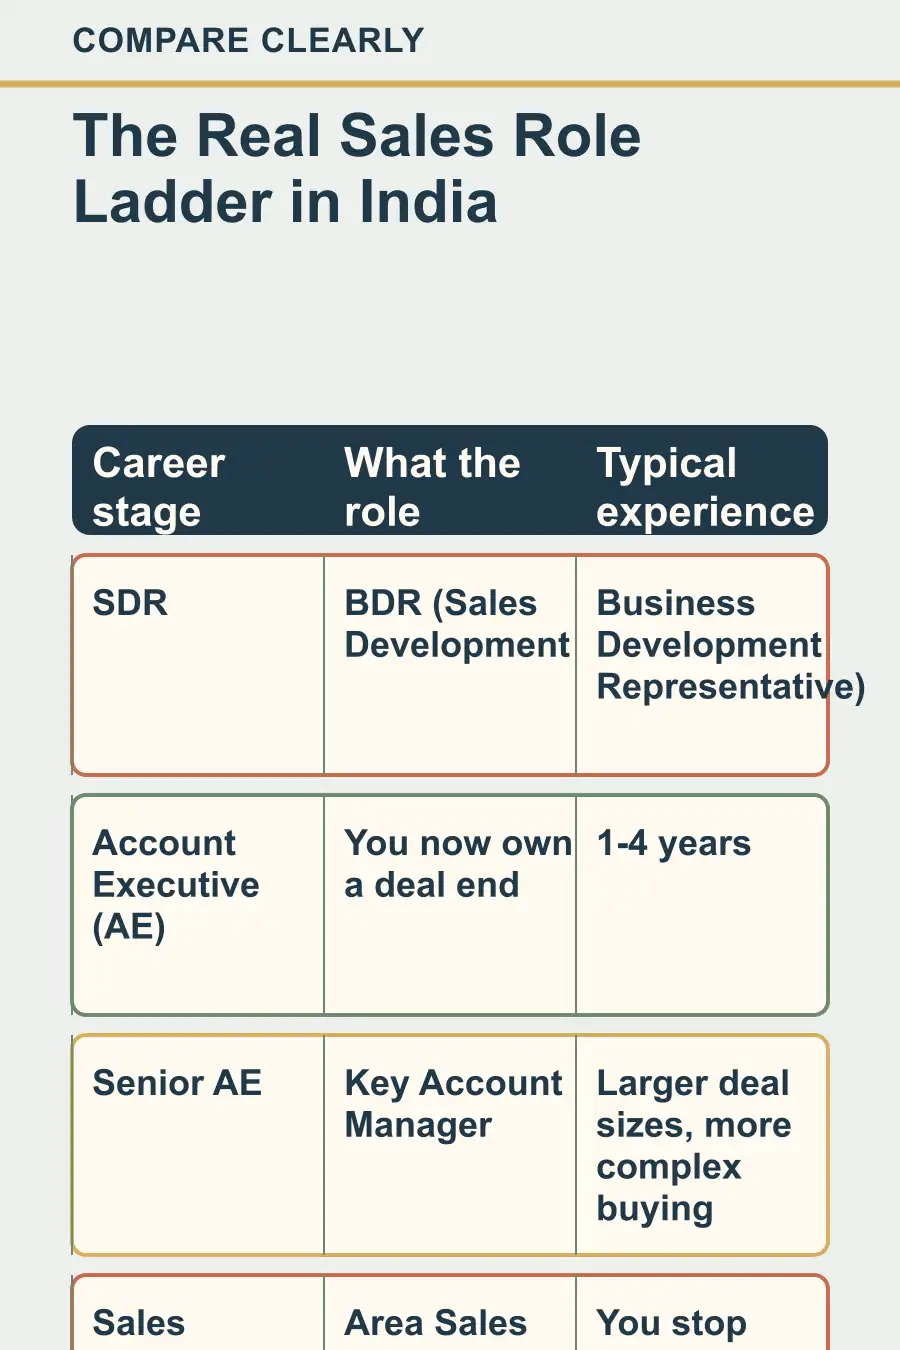 COMPARE CLEARLY
The Real Sales Role
Ladder in India
Career
stage
What the
role
Typical
experience
SDR
BDR (Sales
Development
Business
Development
Representative)
Account
Executive
(AE)
You now own
a deal end
1-4 years
Senior AE
Key Account
Manager
Larger deal
sizes, more
complex
buying
Sales
Area Sales
You stop